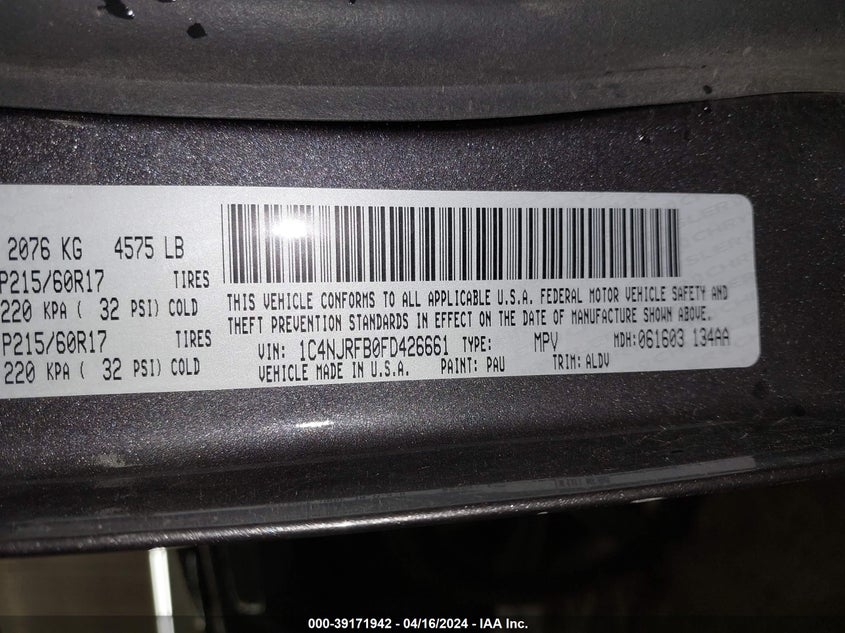 2076 KG 4575 LB
P215/60R17 TIRES
220 KPA ( 32 PSI) COLD
P215/60R17 TIRES
220 KPA ( 32 PSI) COLD
THIS VEHICLE CONFORMS TO ALL APPLICABLE U.S.A. FEDERAL MOTOR VEHICLE SAFETY AND
THEFT PREVENTION STANDARDS IN EFFECT ON THE DATE OF MANUFACTURE SHOWN ABOVE.
VIN: 1C4NJRFB0FD426661 TYPE: MPV MDH:061603 134AA
VEHICLE MADE IN U.S.A. PAINT: PAU TRIM: ALDV
000-39171942 - 04/16/2024 - IAA Inc.